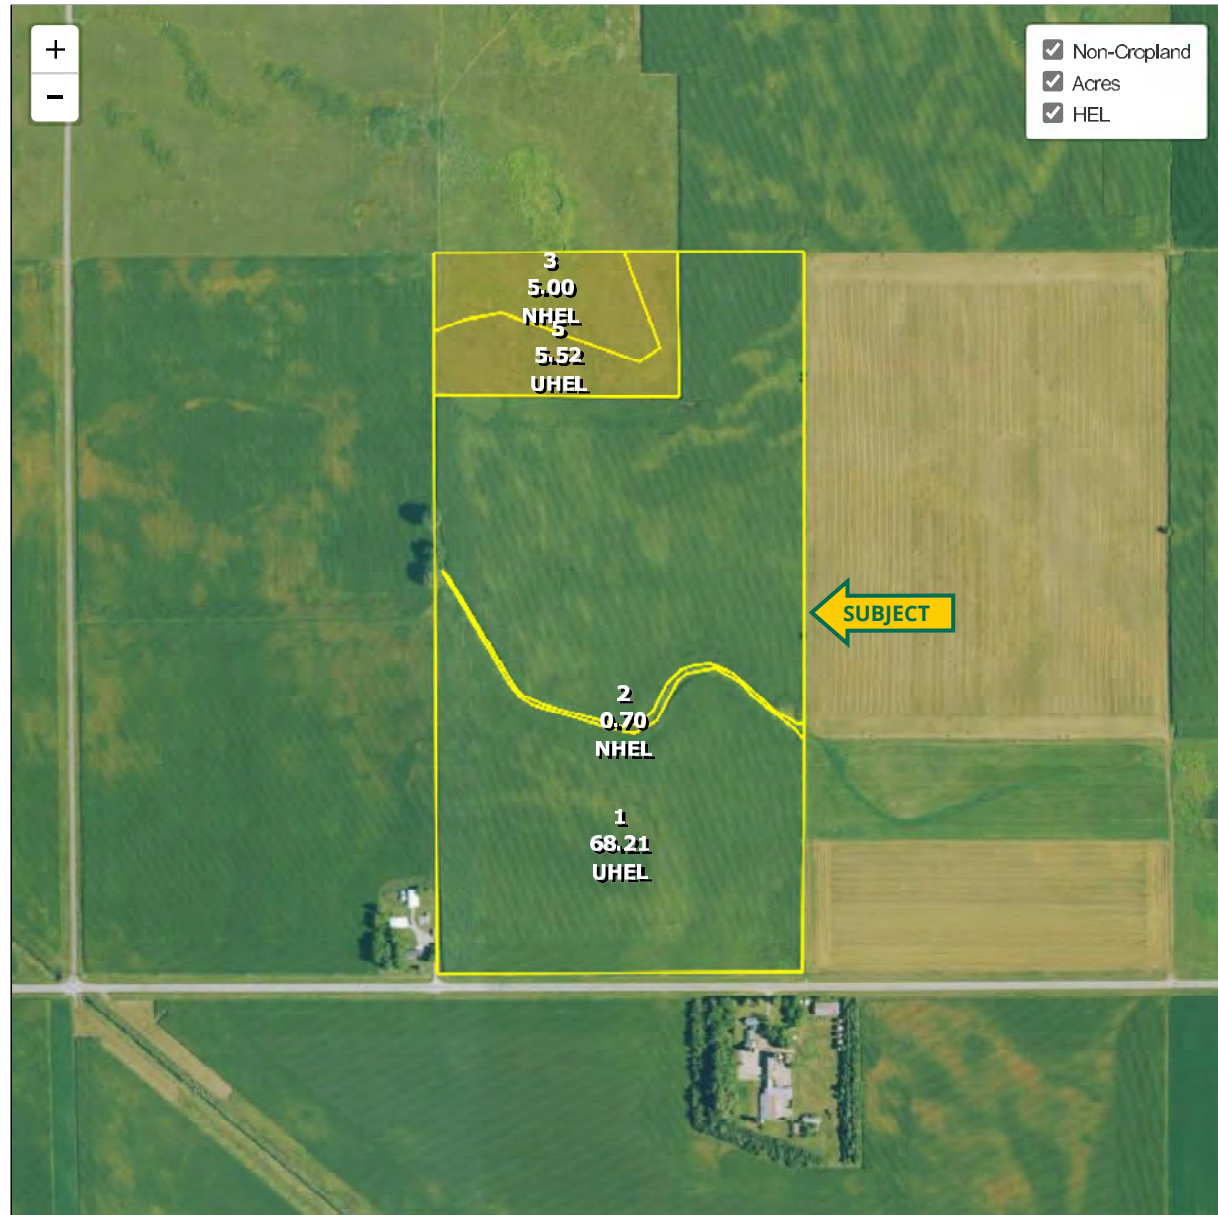 +
−
Non-Cropland
Acres
HEL
3
5.00
NHEL
5
5.52
UHEL
SUBJECT
2
0.70
NHEL
1
68.21
UHEL